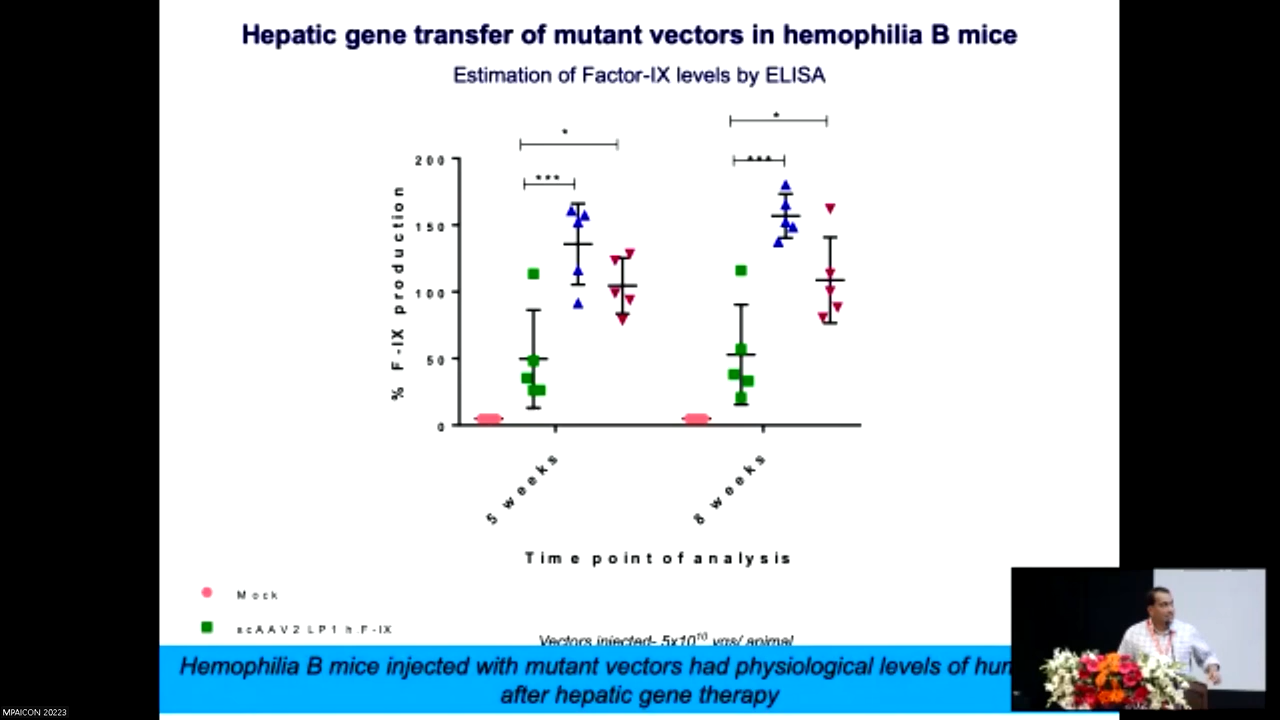 Hepatic gene transfer of mutant vectors in hemophilia B mice
Estimation of Factor-IX levels by ELISA
*
***
*
***
% F-IX production
200
150
100
50
0
5 weeks
8 weeks
Time point of analysis
Mock
scAAV2 LP1 h.F-IX
Vectors injected- 5x10¹⁰ vgs/ animal
Hemophilia B mice injected with mutant vectors had physiological levels of
after hepatic gene therapy
MPAICON 20223